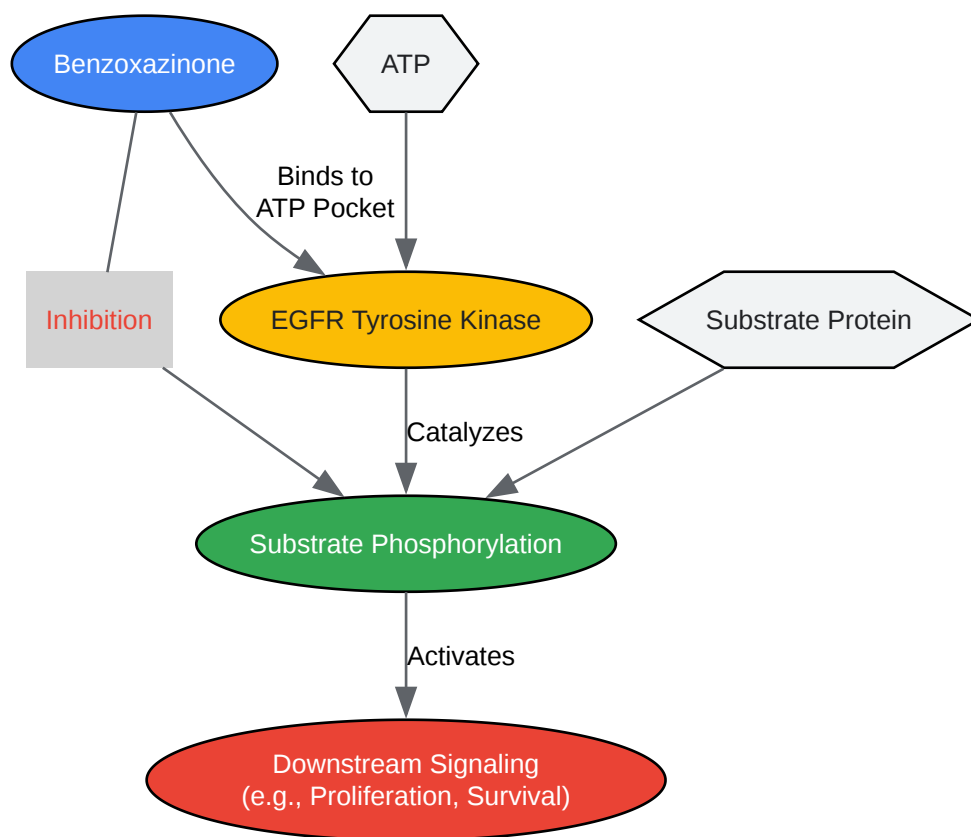 Benzoxazinone
ATP
Binds to
ATP Pocket
Inhibition
EGFR Tyrosine Kinase
Substrate Protein
Catalyzes
Substrate Phosphorylation
Activates
Downstream Signaling
(e.g., Proliferation, Survival)